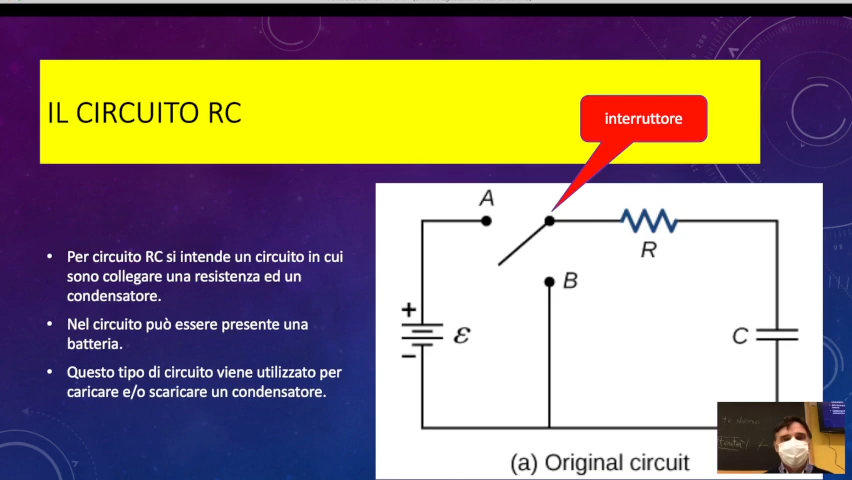 IL CIRCUITO RC
interruttore
• Per circuito RC si intende un circuito in cui
sono collegare una resistenza ed un
condensatore.
• Nel circuito può essere presente una
batteria.
• Questo tipo di circuito viene utilizzato per
caricare e/o scaricare un condensatore.
A
R
B
+
ε
−
C
(a) Original circuit